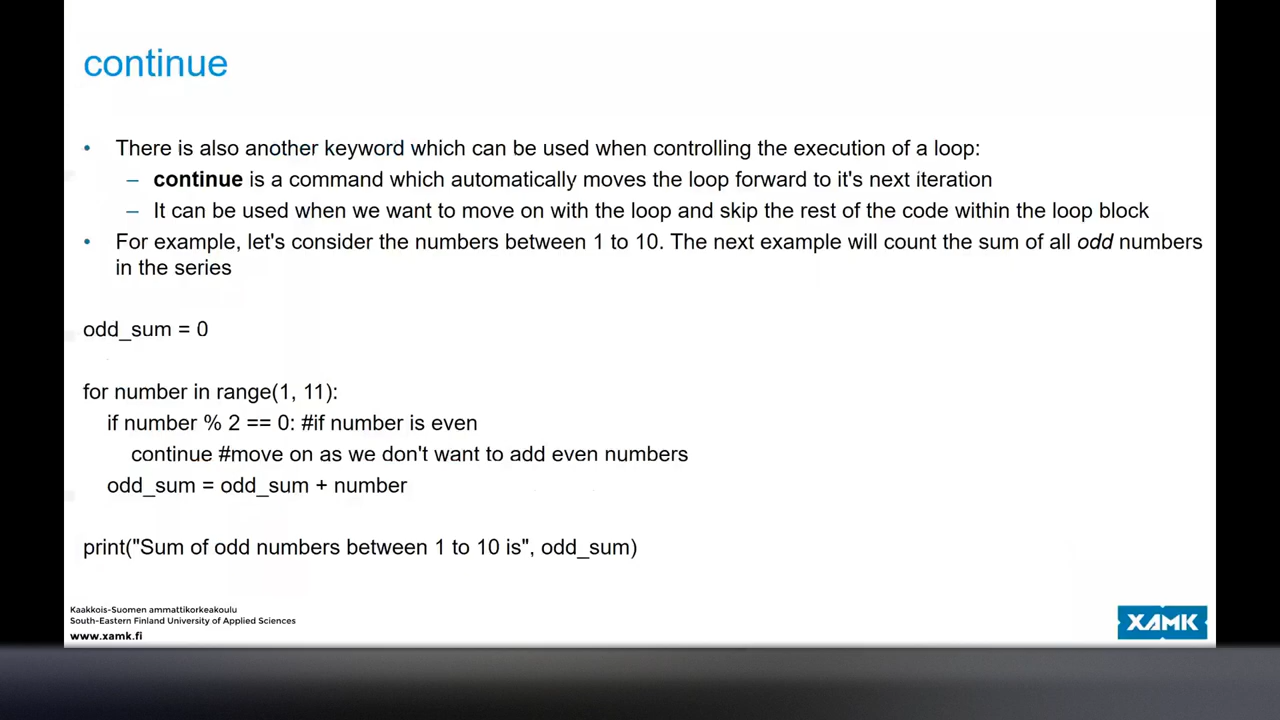 continue
• There is also another keyword which can be used when controlling the execution of a loop:
– continue is a command which automatically moves the loop forward to it's next iteration
– It can be used when we want to move on with the loop and skip the rest of the code within the loop block
• For example, let's consider the numbers between 1 to 10. The next example will count the sum of all odd numbers
in the series
odd_sum = 0
for number in range(1, 11):
if number % 2 == 0: #if number is even
continue #move on as we don't want to add even numbers
odd_sum = odd_sum + number
print("Sum of odd numbers between 1 to 10 is", odd_sum)
Kaakkois-Suomen ammattikorkeakoulu
South-Eastern Finland University of Applied Sciences
www.xamk.fi
XAMK